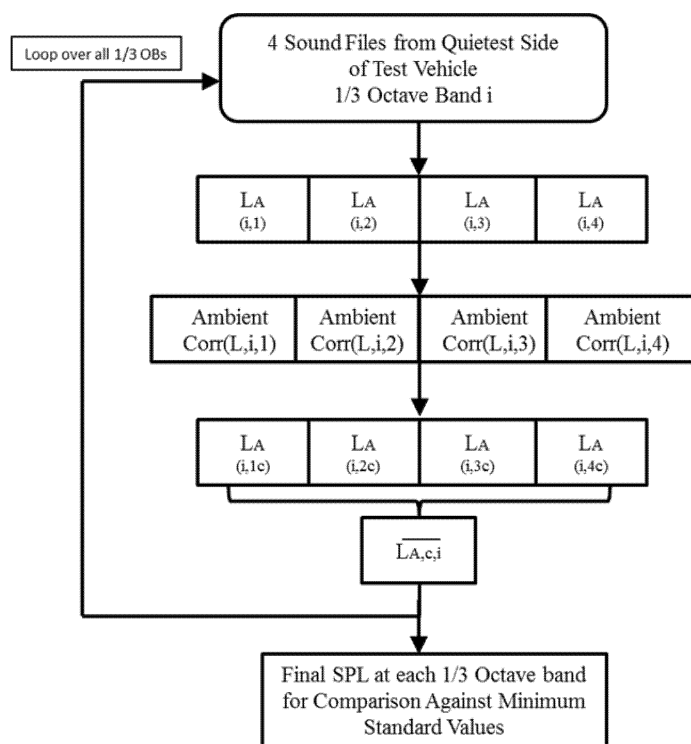 Loop over all 1/3 OBs
4 Sound Files from Quietest Side
of Test Vehicle
1/3 Octave Band i
LA LA LA LA
(i,1) (i,2) (i,3) (i,4)
Ambient Ambient Ambient Ambient
Corr(L,i,1) Corr(L,i,2) Corr(L,i,3) Corr(L,i,4)
LA LA LA LA
(i,1c) (i,2c) (i,3c) (i,4c)
LA,c,i
Final SPL at each 1/3 Octave band
for Comparison Against Minimum
Standard Values